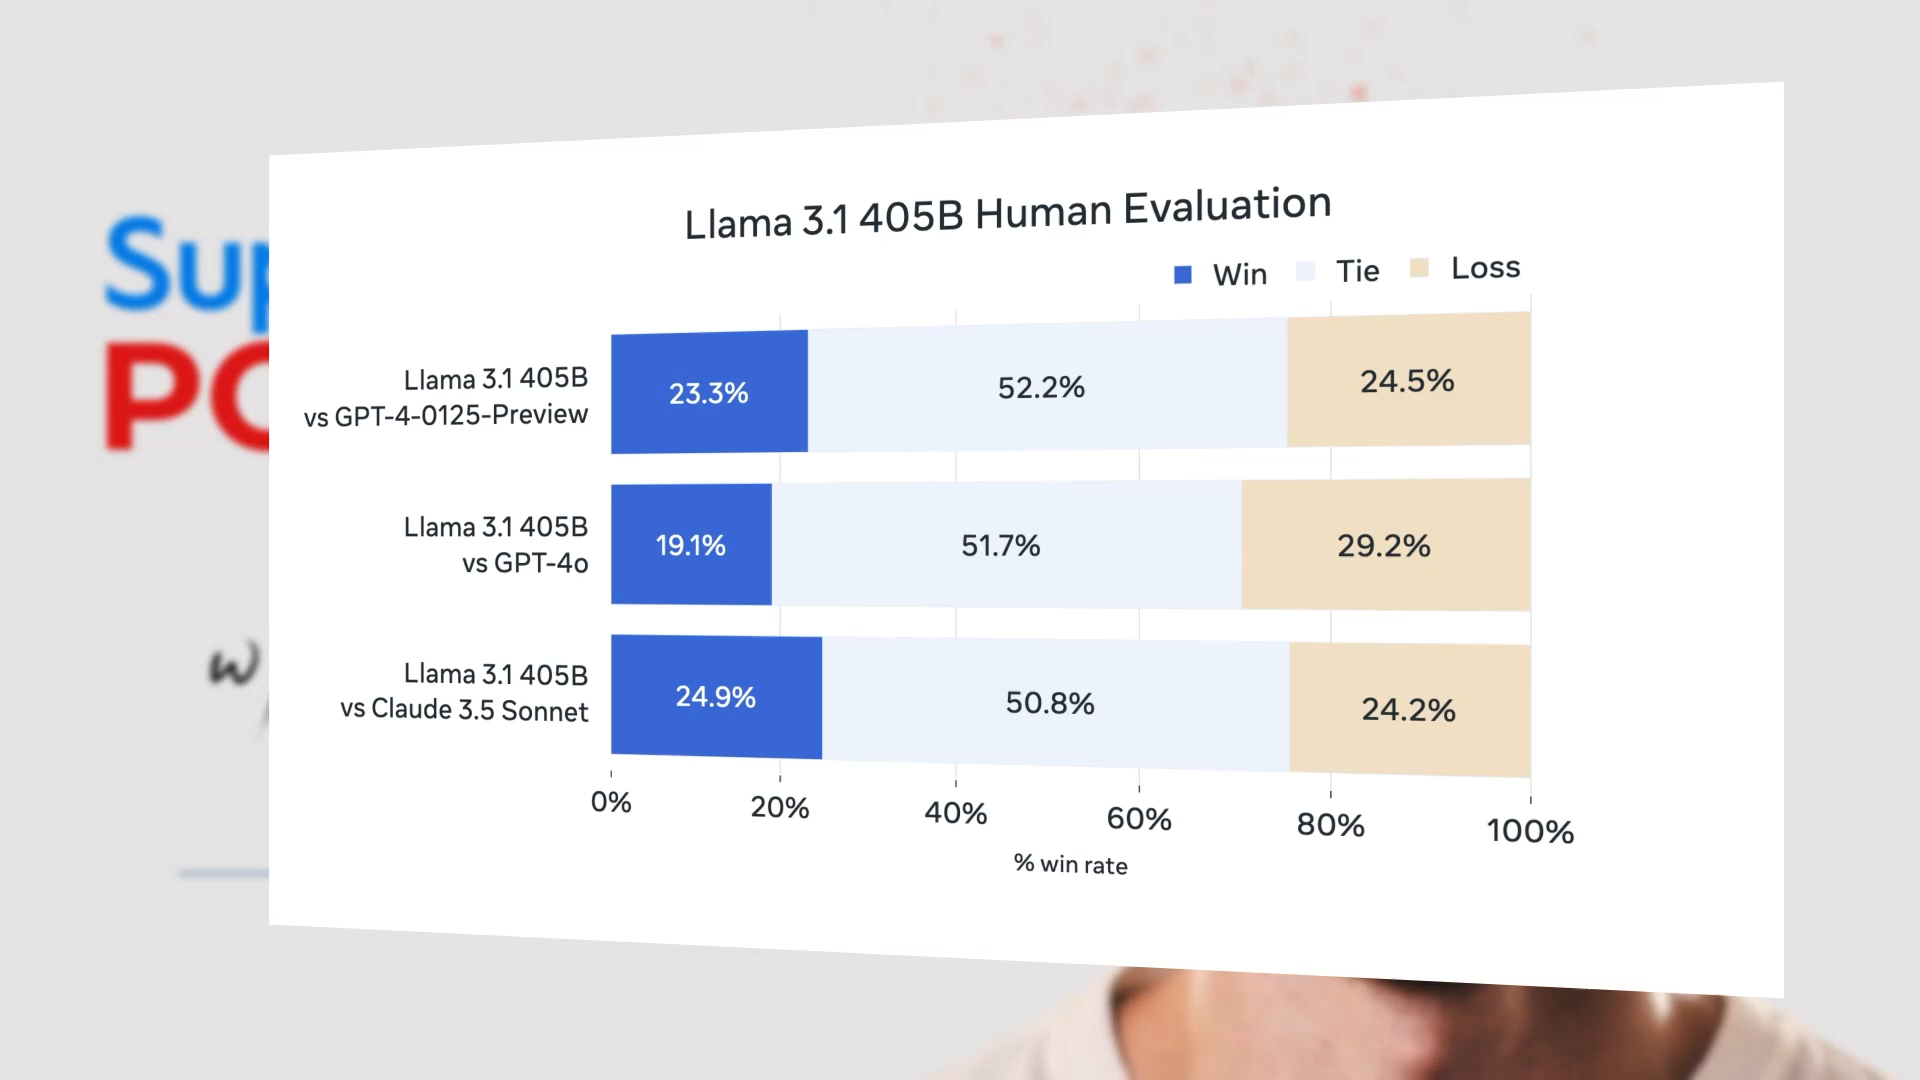 Llama 3.1 405B Human Evaluation
Win Tie Loss
Llama 3.1 405B
vs GPT-4-0125-Preview
23.3% 52.2% 24.5%
Llama 3.1 405B
vs GPT-4o
19.1% 51.7% 29.2%
Llama 3.1 405B
vs Claude 3.5 Sonnet
24.9% 50.8% 24.2%
0% 20% 40% 60% 80% 100%
% win rate